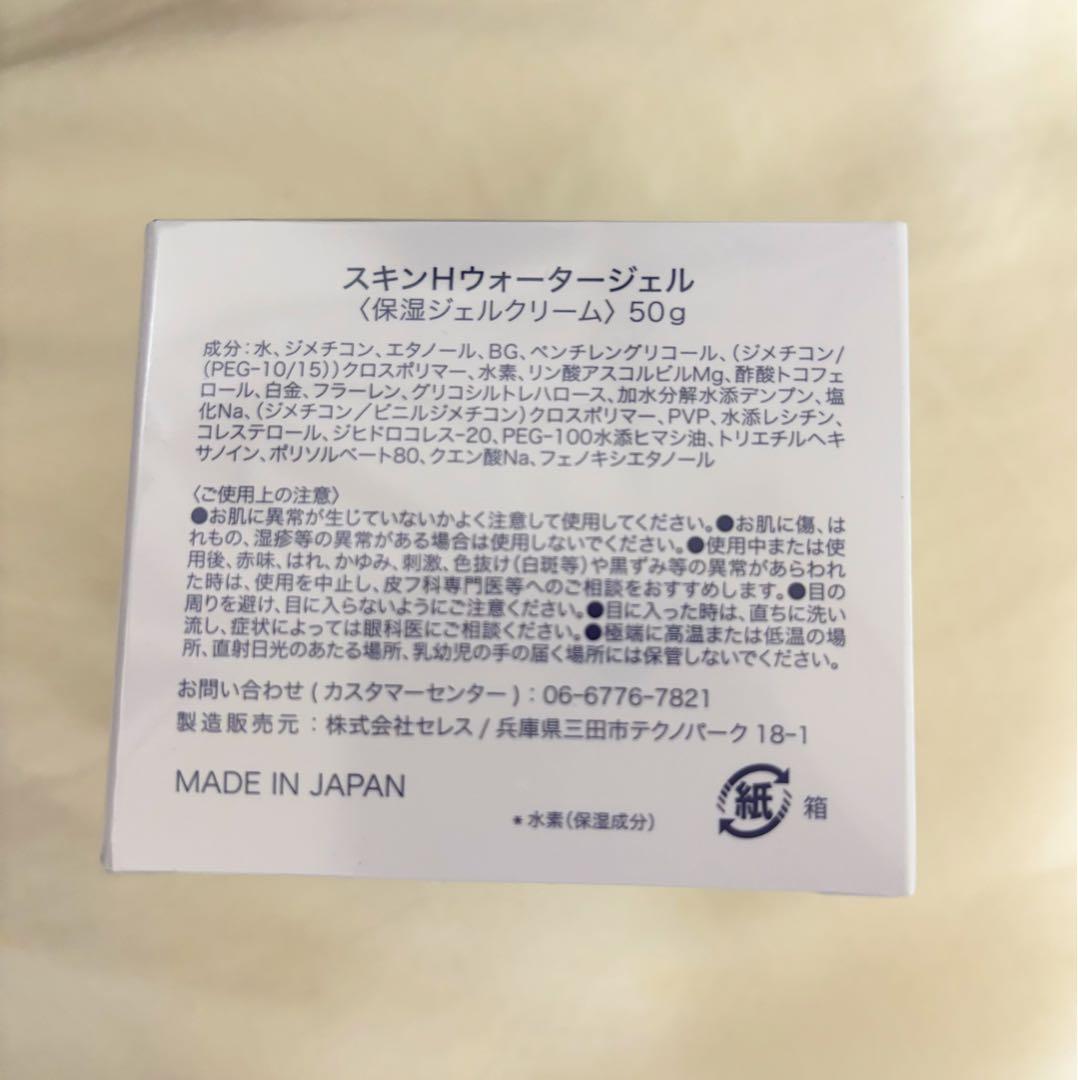 スキンHウォータージェル
〈保湿ジェルクリーム〉50g
成分：水、ジメチコン、エタノール、BG、ペンチレングリコール、（ジメチコン/
(PEG-10/15)）クロスポリマー、水素、リン酸アスコルビルMg、酢酸トコフェ
ロール、白金、フラーレン、グリコシルトレハロース、加水分解水添デンプン、塩
化Na、（ジメチコン／ビニルジメチコン）クロスポリマー、PVP、水添レシチン、
コレステロール、ジヒドロコレス-20、PEG-100水添ヒマシ油、トリエチルヘキ
サノイン、ポリソルベート80、クエン酸Na、フェノキシエタノール
〈ご使用上の注意〉
●お肌に異常が生じていないかよく注意して使用してください。●お肌に傷、は
れもの、湿疹等の異常がある場合は使用しないでください。●使用中または使
用後、赤味、はれ、かゆみ、刺激、色抜け（白斑等）や黒ずみ等の異常があらわれ
た時は、使用を中止し、皮フ科専門医等へのご相談をおすすめします。●目の
周りを避け、目に入らないようにご注意ください。●目に入った時は、直ちに洗い
流し、症状によっては眼科医にご相談ください。●極端に高温または低温の場
所、直射日光のあたる場所、乳幼児の手の届く場所には保管しないでください。
お問い合わせ（カスタマーセンター）：06-6776-7821
製造販売元：株式会社セレス / 兵庫県三田市テクノパーク 18-1
MADE IN JAPAN
＊水素（保湿成分）
紙 箱